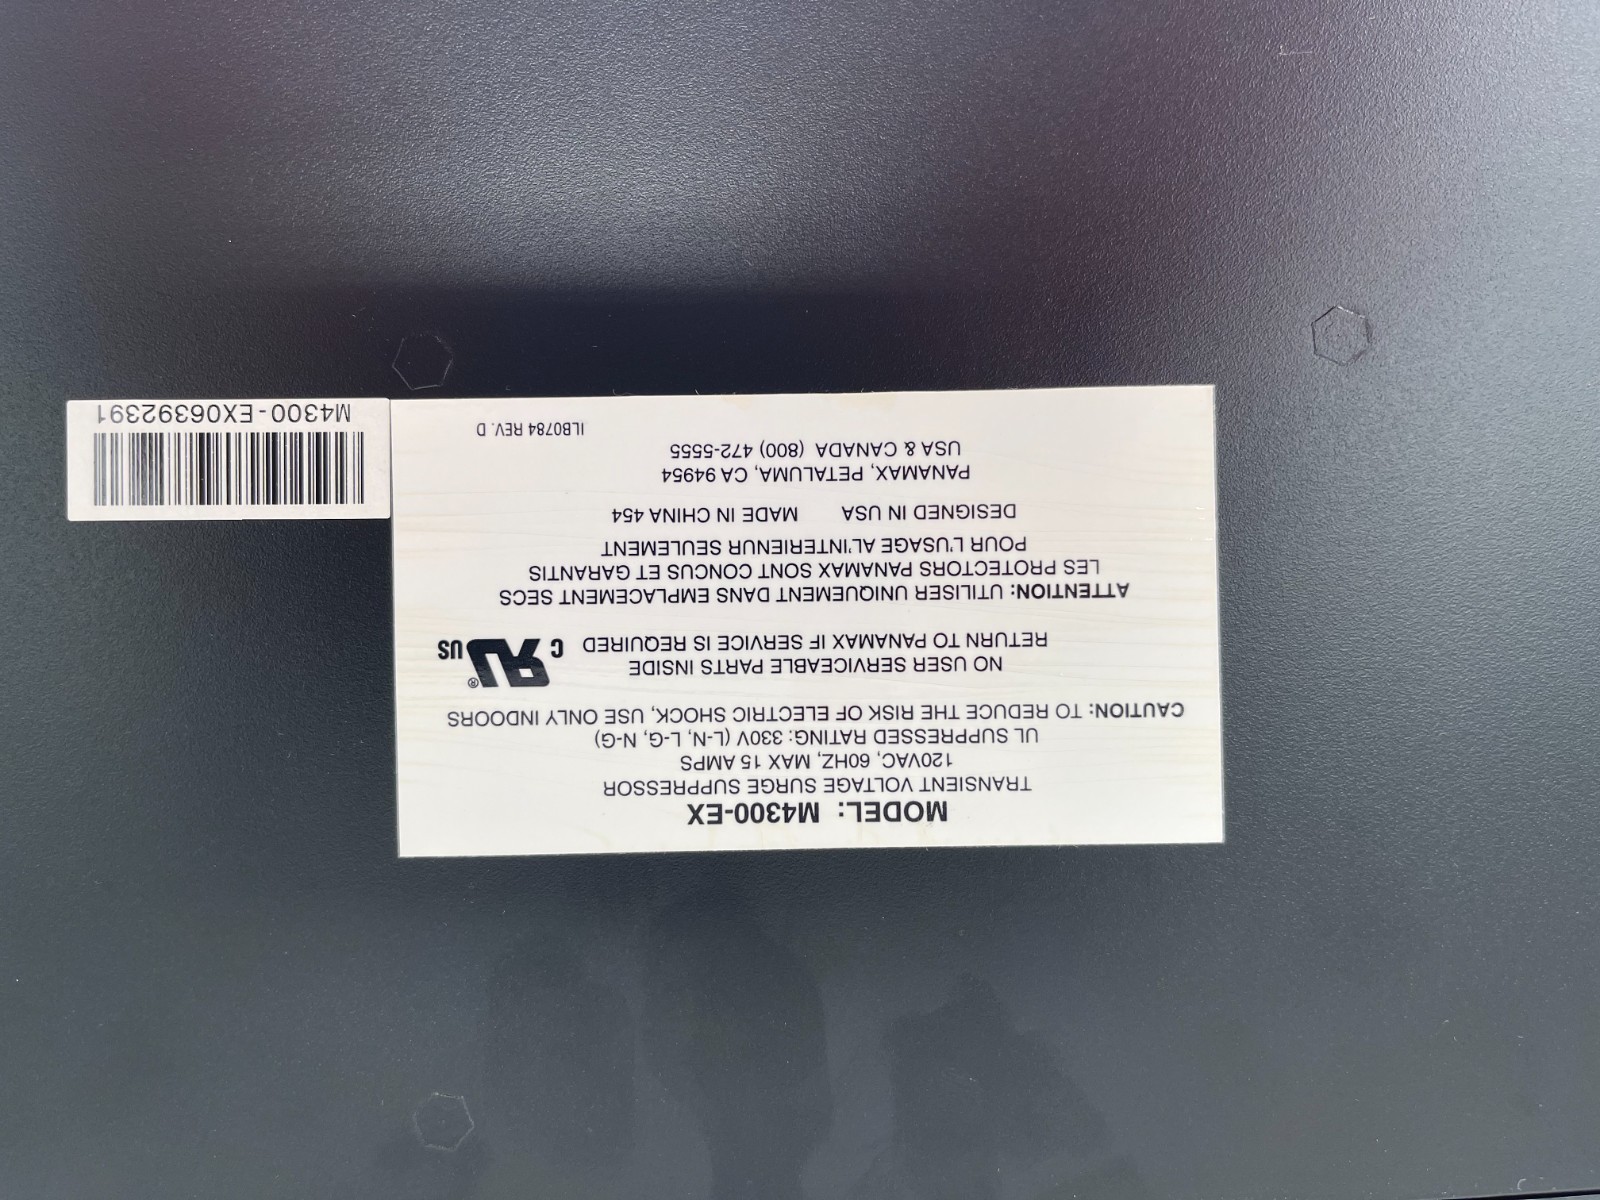 MODEL: M4300-EX
TRANSIENT VOLTAGE SURGE SUPPRESSOR
120VAC, 60HZ, MAX 15 AMPS
UL SUPPRESSED RATING: 330V (L-N, L-G, N-G)
CAUTION: TO REDUCE THE RISK OF ELECTRIC SHOCK, USE ONLY INDOORS
NO USER SERVICEABLE PARTS INSIDE
RETURN TO PANAMAX IF SERVICE IS REQUIRED
C RU® US
ATTENTION: UTILISER UNIQUEMENT DANS EMPLACEMENT SECS
LES PROTECTORS PANAMAX SONT CONCUS ET GARANTIS
POUR L'USAGE AL'INTERIENUR SEULEMENT
DESIGNED IN USA MADE IN CHINA 454
PANAMAX, PETALUMA, CA 94954
USA & CANADA (800) 472-5555
ILB0784 REV. D
M4300-EX06392391